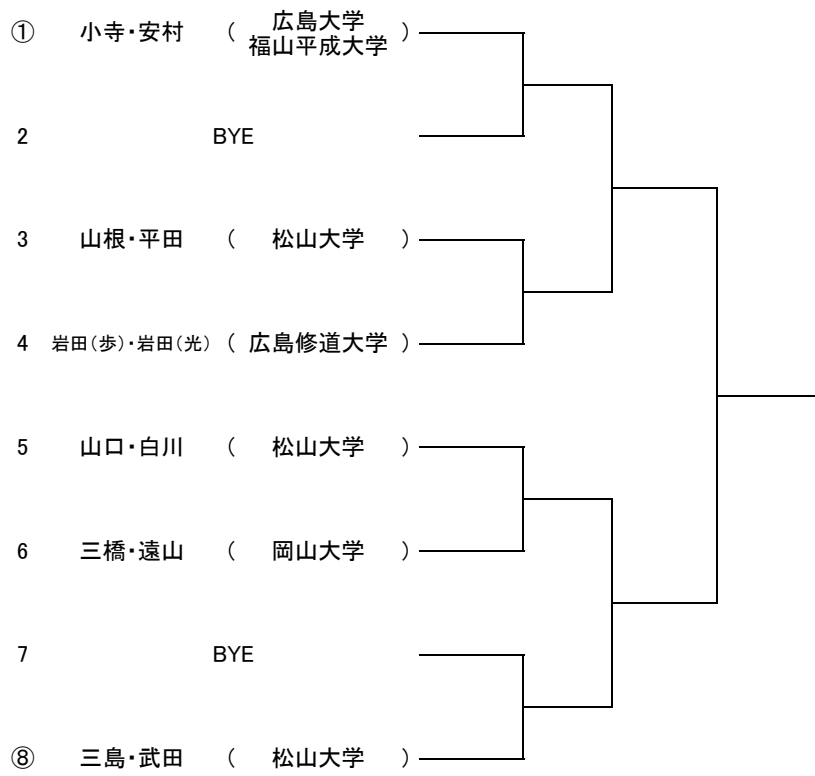 ① 小寺・安村 ( 広島大学
福山平成大学 )
2 BYE
3 山根・平田 ( 松山大学 )
4 岩田(歩)・岩田(光) ( 広島修道大学 )
5 山口・白川 ( 松山大学 )
6 三橋・遠山 ( 岡山大学 )
7 BYE
⑧ 三島・武田 ( 松山大学 )